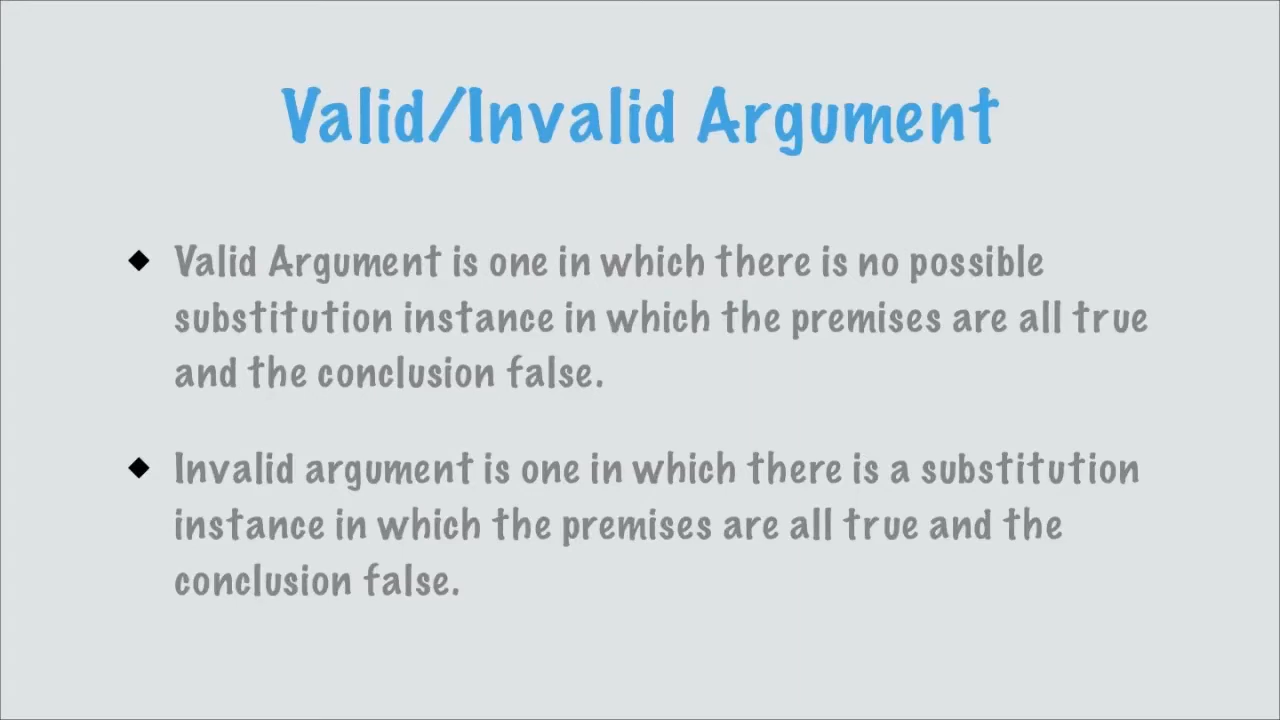 Valid/Invalid Argument
Valid Argument is one in which there is no possible
substitution instance in which the premises are all true
and the conclusion false.
Invalid argument is one in which there is a substitution
instance in which the premises are all true and the
conclusion false.